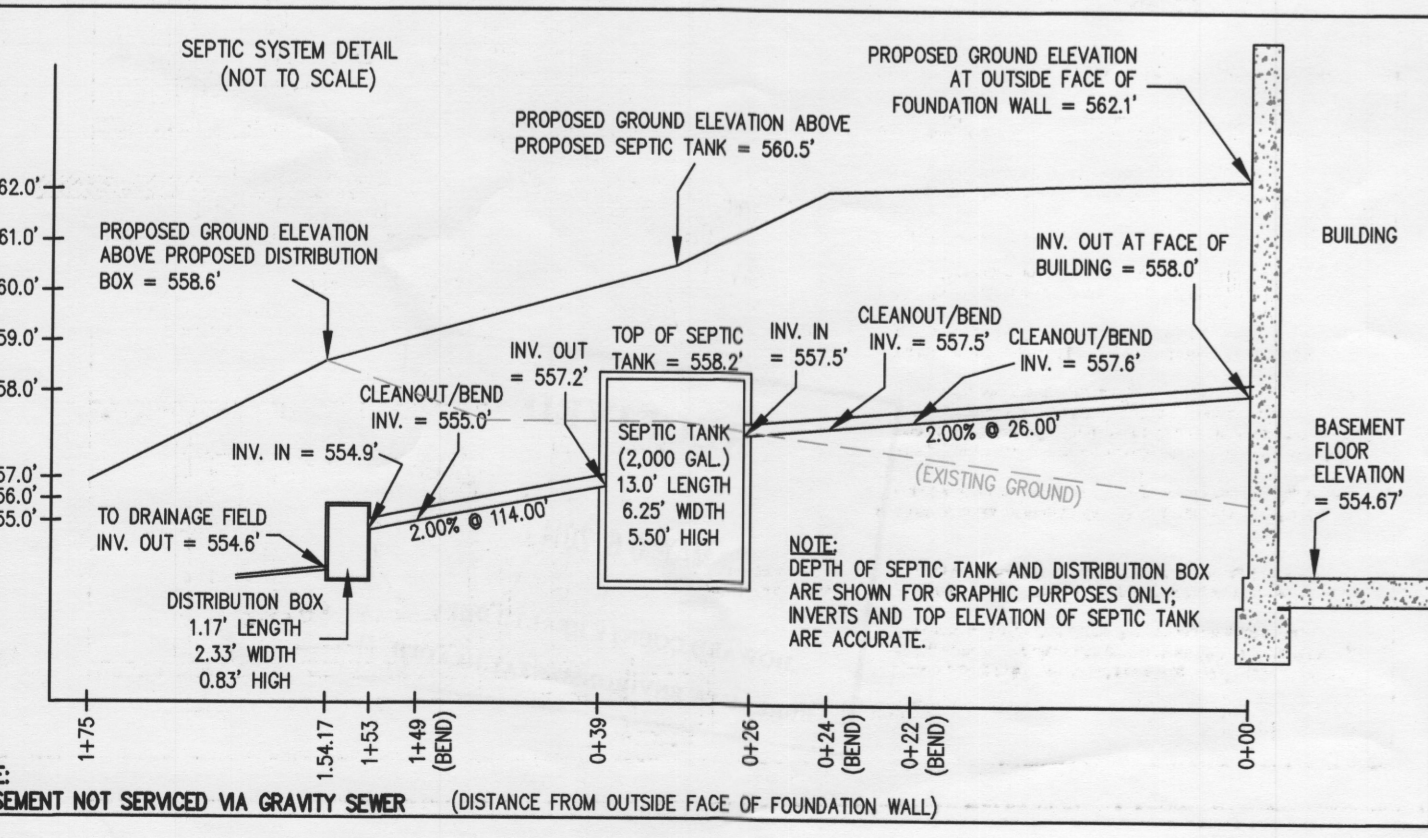 SEPTIC SYSTEM DETAIL
(NOT TO SCALE)
PROPOSED GROUND ELEVATION
AT OUTSIDE FACE OF
FOUNDATION WALL = 562.1'
PROPOSED GROUND ELEVATION ABOVE
PROPOSED SEPTIC TANK = 560.5'
PROPOSED GROUND ELEVATION
ABOVE PROPOSED DISTRIBUTION
BOX = 558.6'
62.0'
61.0'
60.0'
59.0'
58.0'
57.0'
56.0'
55.0'
BUILDING
INV. OUT AT FACE OF
BUILDING = 558.0'
CLEANOUT/BEND
INV. = 557.5'
CLEANOUT/BEND
INV. = 557.6'
INV. IN
= 557.5'
TOP OF SEPTIC
TANK = 558.2'
INV. OUT
= 557.2'
CLEANOUT/BEND
INV. = 555.0'
INV. IN = 554.9'
TO DRAINAGE FIELD
INV. OUT = 554.6'
2.00% @ 114.00'
SEPTIC TANK
(2,000 GAL.)
13.0' LENGTH
6.25' WIDTH
5.50' HIGH
2.00% @ 26.00'
(EXISTING GROUND)
BASEMENT
FLOOR
ELEVATION
= 554.67'
NOTE:
DEPTH OF SEPTIC TANK AND DISTRIBUTION BOX
ARE SHOWN FOR GRAPHIC PURPOSES ONLY;
INVERTS AND TOP ELEVATION OF SEPTIC TANK
ARE ACCURATE.
DISTRIBUTION BOX
1.17' LENGTH
2.33' WIDTH
0.83' HIGH
1+75
1.54.17
1+53
1+49
(BEND)
0+39
0+26
0+24
(BEND)
0+22
(BEND)
0+00
SEMENT NOT SERVICED VIA GRAVITY SEWER
(DISTANCE FROM OUTSIDE FACE OF FOUNDATION WALL)